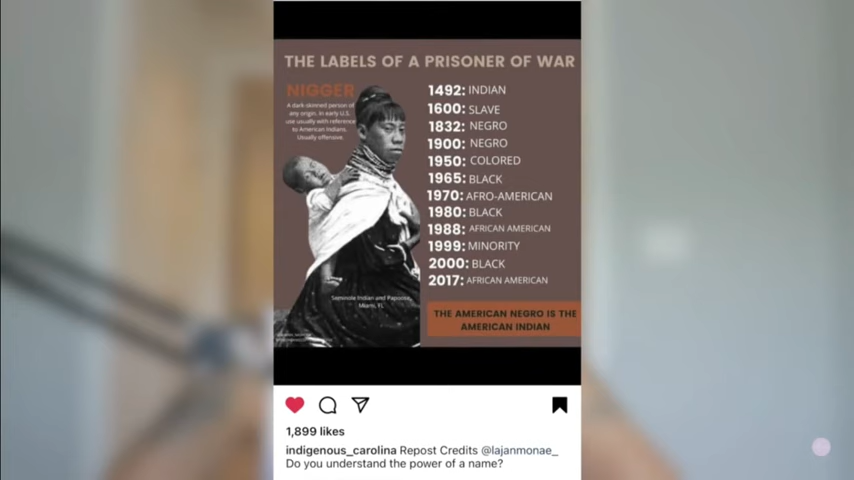 THE LABELS OF A PRISONER OF WAR
NIGGER
A dark-skinned person of
any origin. In early U.S.
use usually with reference
to American Indians.
Usually offensive.
1492: INDIAN
1600: SLAVE
1832: NEGRO
1900: NEGRO
1950: COLORED
1965: BLACK
1970: AFRO-AMERICAN
1980: BLACK
1988: AFRICAN AMERICAN
1999: MINORITY
2000: BLACK
2017: AFRICAN AMERICAN
Seminole Indian and Papoose,
Miami, FL
THE AMERICAN NEGRO IS THE
AMERICAN INDIAN
1,899 likes
indigenous_carolina Repost Credits @lajanmonae_
Do you understand the power of a name?